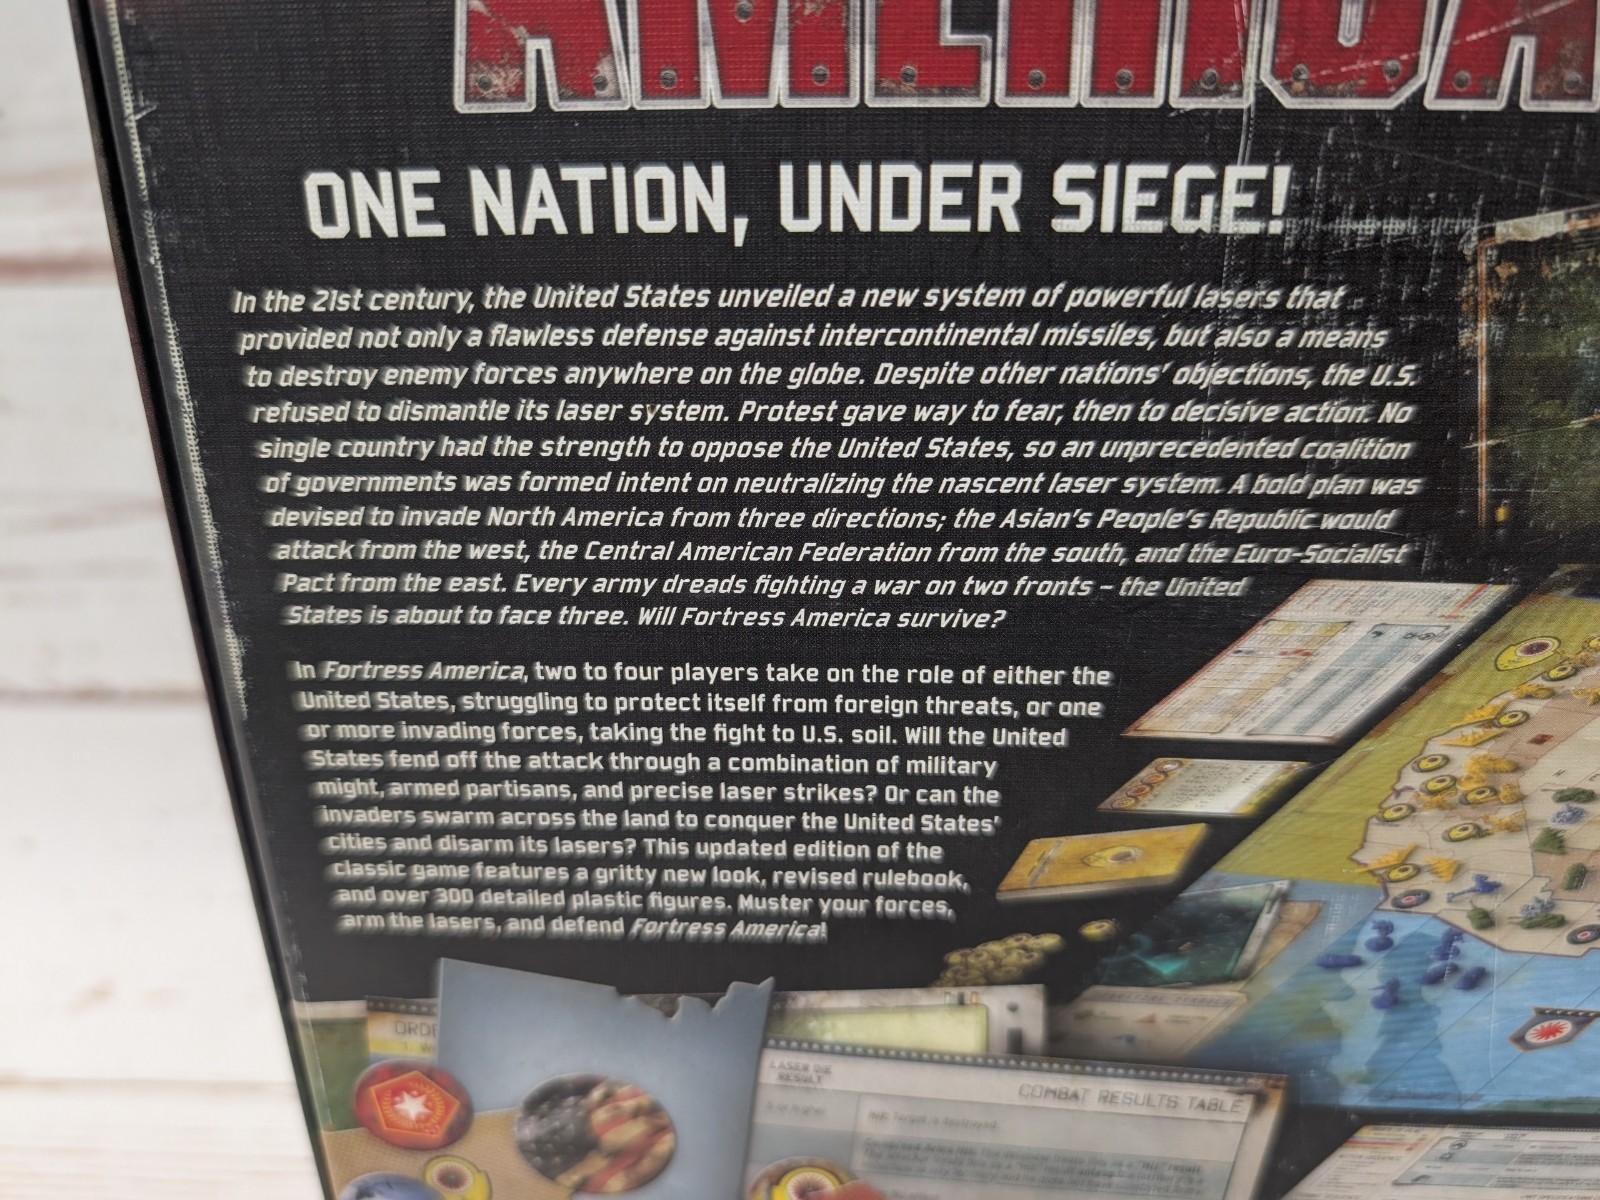 AMERICA
ONE NATION, UNDER SIEGE!
In the 21st century, the United States unveiled a new system of powerful lasers that
provided not only a flawless defense against intercontinental missiles, but also a means
to destroy enemy forces anywhere on the globe. Despite other nations' objections, the U.S.
refused to dismantle its laser system. Protest gave way to fear, then to decisive action. No
single country had the strength to oppose the United States, so an unprecedented coalition
of governments was formed intent on neutralizing the nascent laser system. A bold plan was
devised to invade North America from three directions; the Asian's People's Republic would
attack from the west, the Central American Federation from the south, and the Euro-Socialist
Pact from the east. Every army dreads fighting a war on two fronts – the United
States is about to face three. Will Fortress America survive?
In Fortress America, two to four players take on the role of either the
United States, struggling to protect itself from foreign threats, or one
or more invading forces, taking the fight to U.S. soil. Will the United
States fend off the attack through a combination of military
might, armed partisans, and precise laser strikes? Or can the
invaders swarm across the land to conquer the United States'
cities and disarm its lasers? This updated edition of the
classic game features a gritty new look, revised rulebook,
and over 300 detailed plastic figures. Muster your forces,
arm the lasers, and defend Fortress America!
ORDE
LASER DIE
RESULT
COMBAT RESULTS TABLE